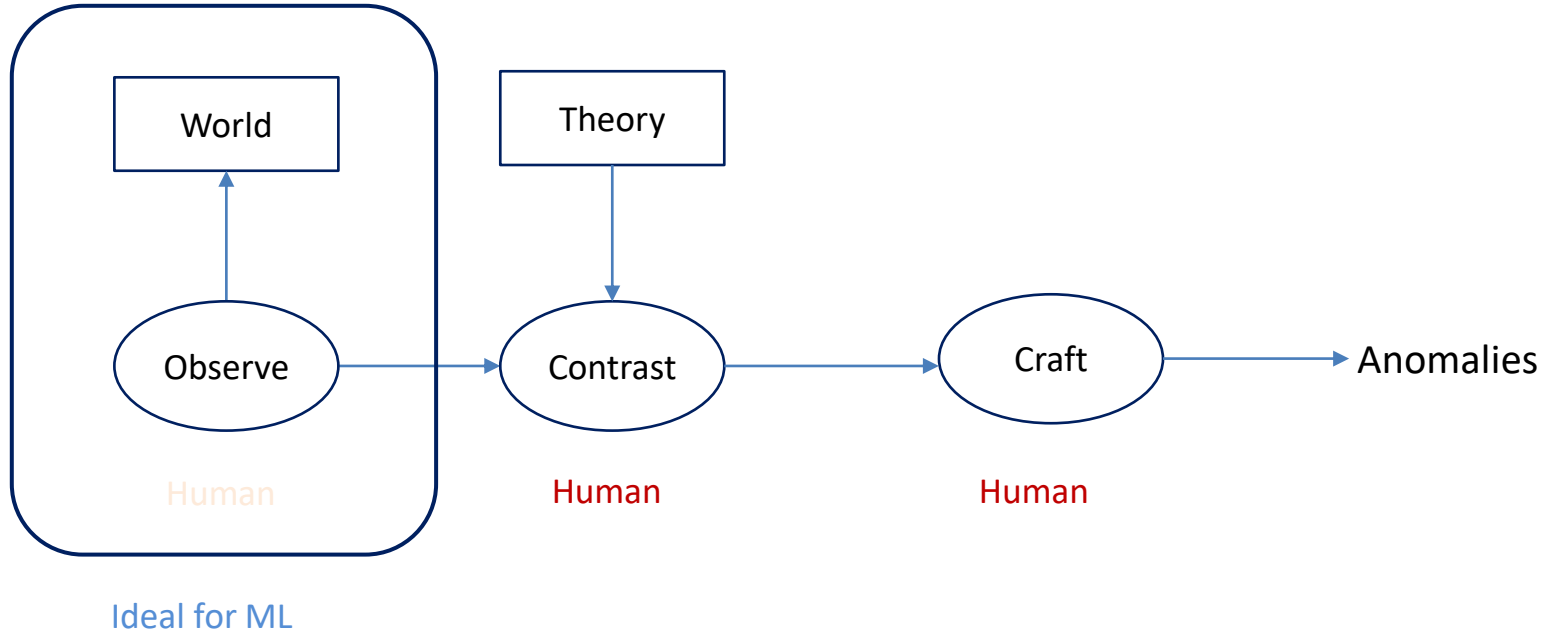 World
Theory
Observe
Contrast
Craft
Anomalies
Human
Human
Human
Ideal for ML